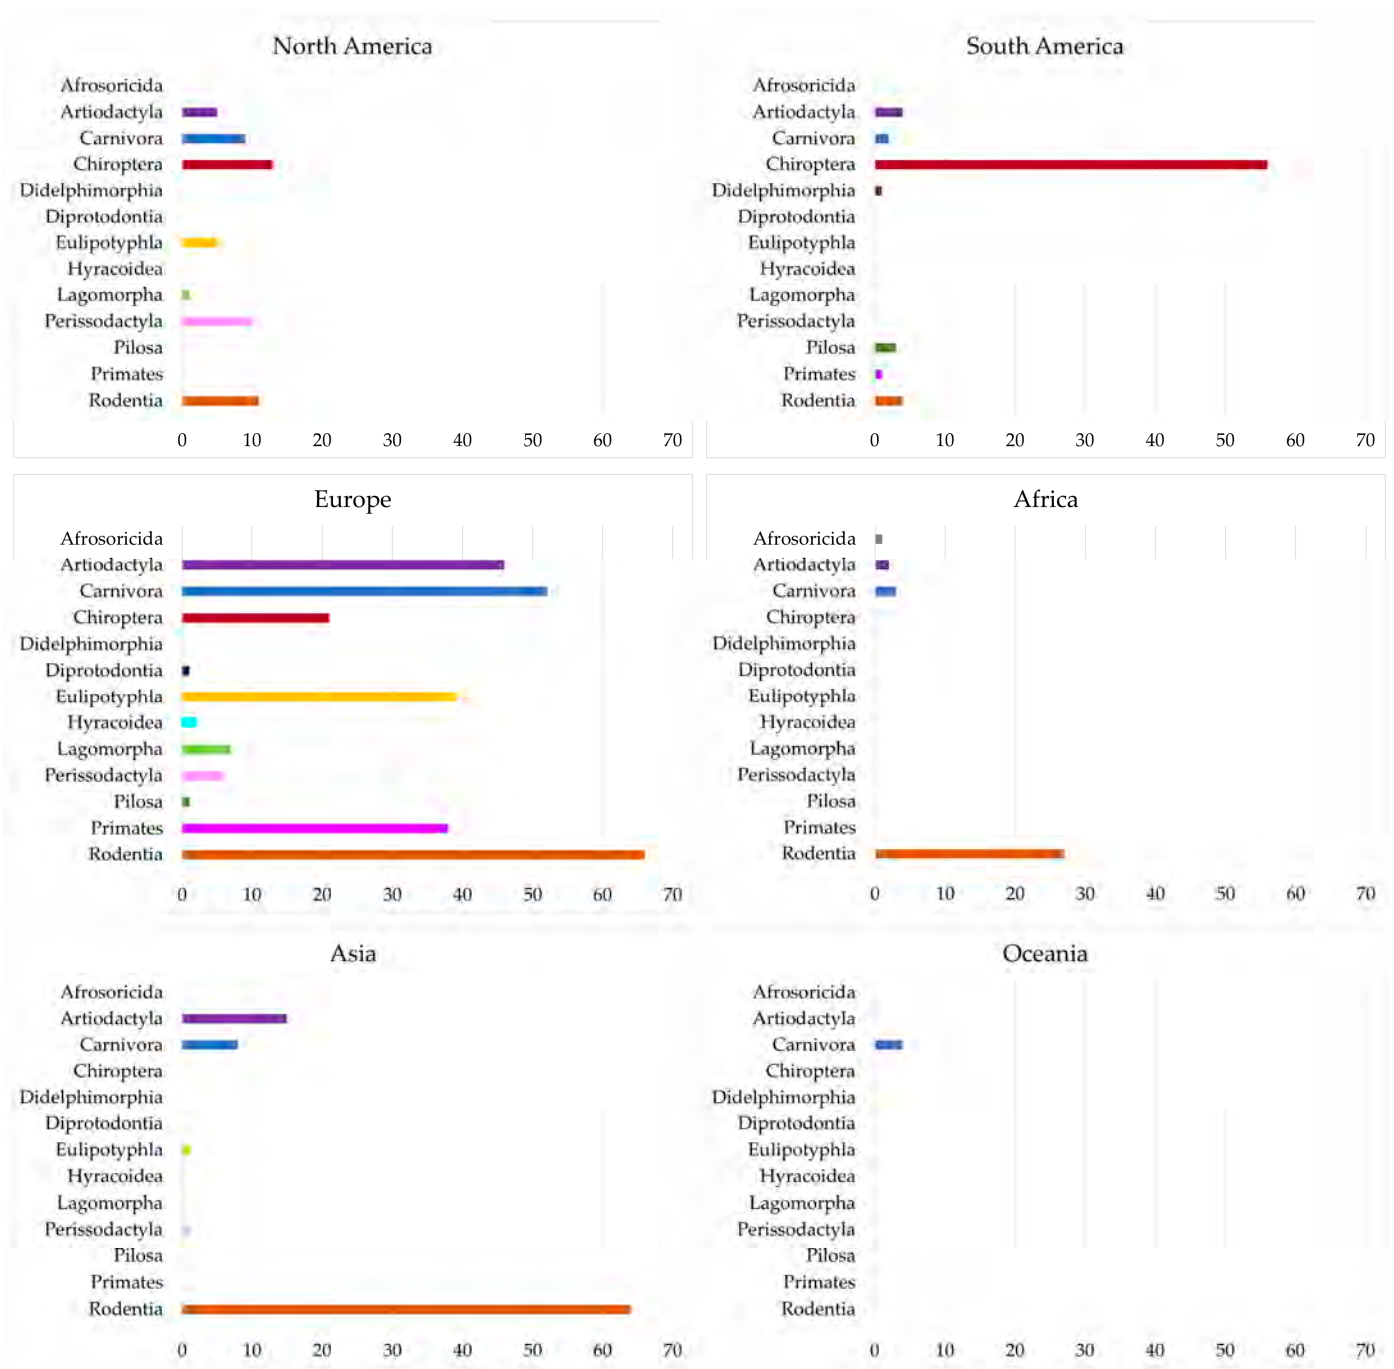 North America
Afrosoricida
Artiodactyla
Carnivora
Chiroptera
Didelphimorphia
Diprotodontia
Eulipotyphla
Hyracoidea
Lagomorpha
Perissodactyla
Pilosa
Primates
Rodentia
0 10 20 30 40 50 60 70
South America
Afrosoricida
Artiodactyla
Carnivora
Chiroptera
Didelphimorphia
Diprotodontia
Eulipotyphla
Hyracoidea
Lagomorpha
Perissodactyla
Pilosa
Primates
Rodentia
0 10 20 30 40 50 60 70
Europe
Afrosoricida
Artiodactyla
Carnivora
Chiroptera
Didelphimorphia
Diprotodontia
Eulipotyphla
Hyracoidea
Lagomorpha
Perissodactyla
Pilosa
Primates
Rodentia
0 10 20 30 40 50 60 70
Africa
Afrosoricida
Artiodactyla
Carnivora
Chiroptera
Didelphimorphia
Diprotodontia
Eulipotyphla
Hyracoidea
Lagomorpha
Perissodactyla
Pilosa
Primates
Rodentia
0 10 20 30 40 50 60 70
Asia
Afrosoricida
Artiodactyla
Carnivora
Chiroptera
Didelphimorphia
Diprotodontia
Eulipotyphla
Hyracoidea
Lagomorpha
Perissodactyla
Pilosa
Primates
Rodentia
0 10 20 30 40 50 60 70
Oceania
Afrosoricida
Artiodactyla
Carnivora
Chiroptera
Didelphimorphia
Diprotodontia
Eulipotyphla
Hyracoidea
Lagomorpha
Perissodactyla
Pilosa
Primates
Rodentia
0 10 20 30 40 50 60 70